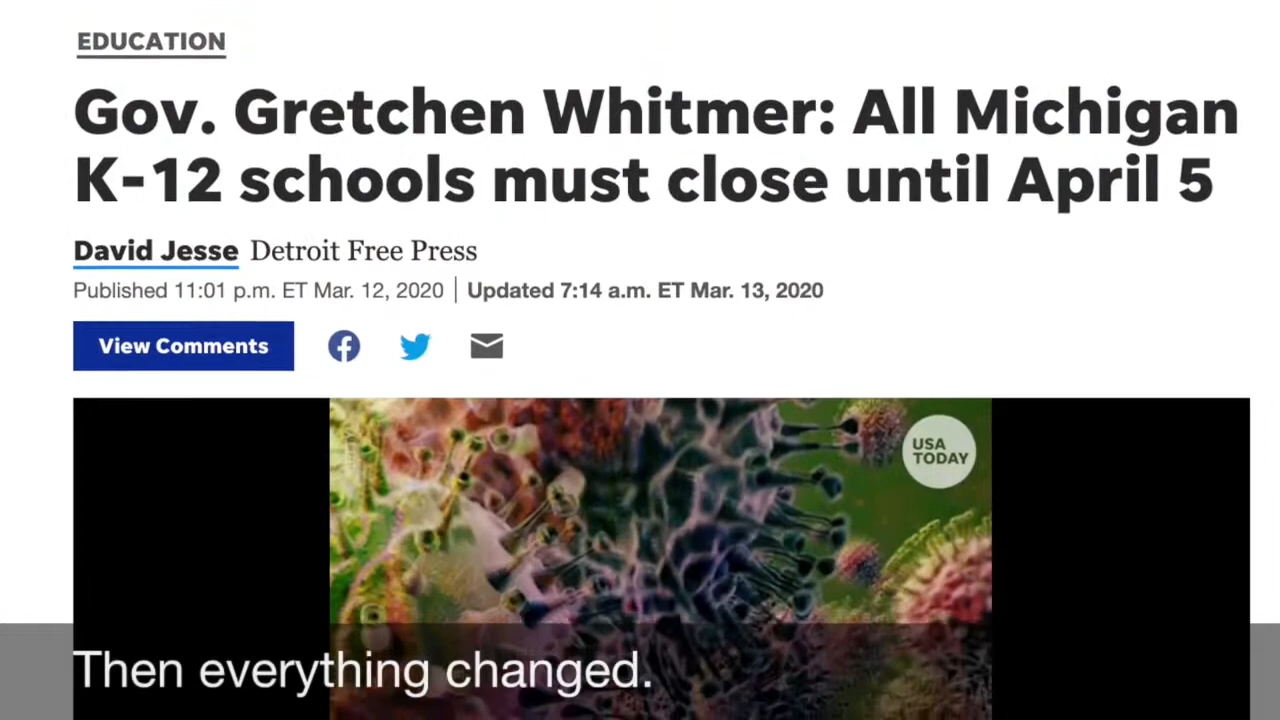 EDUCATION
Gov. Gretchen Whitmer: All Michigan
K-12 schools must close until April 5
David Jesse Detroit Free Press
Published 11:01 p.m. ET Mar. 12, 2020 | Updated 7:14 a.m. ET Mar. 13, 2020
View Comments
USA
TODAY
Then everything changed.